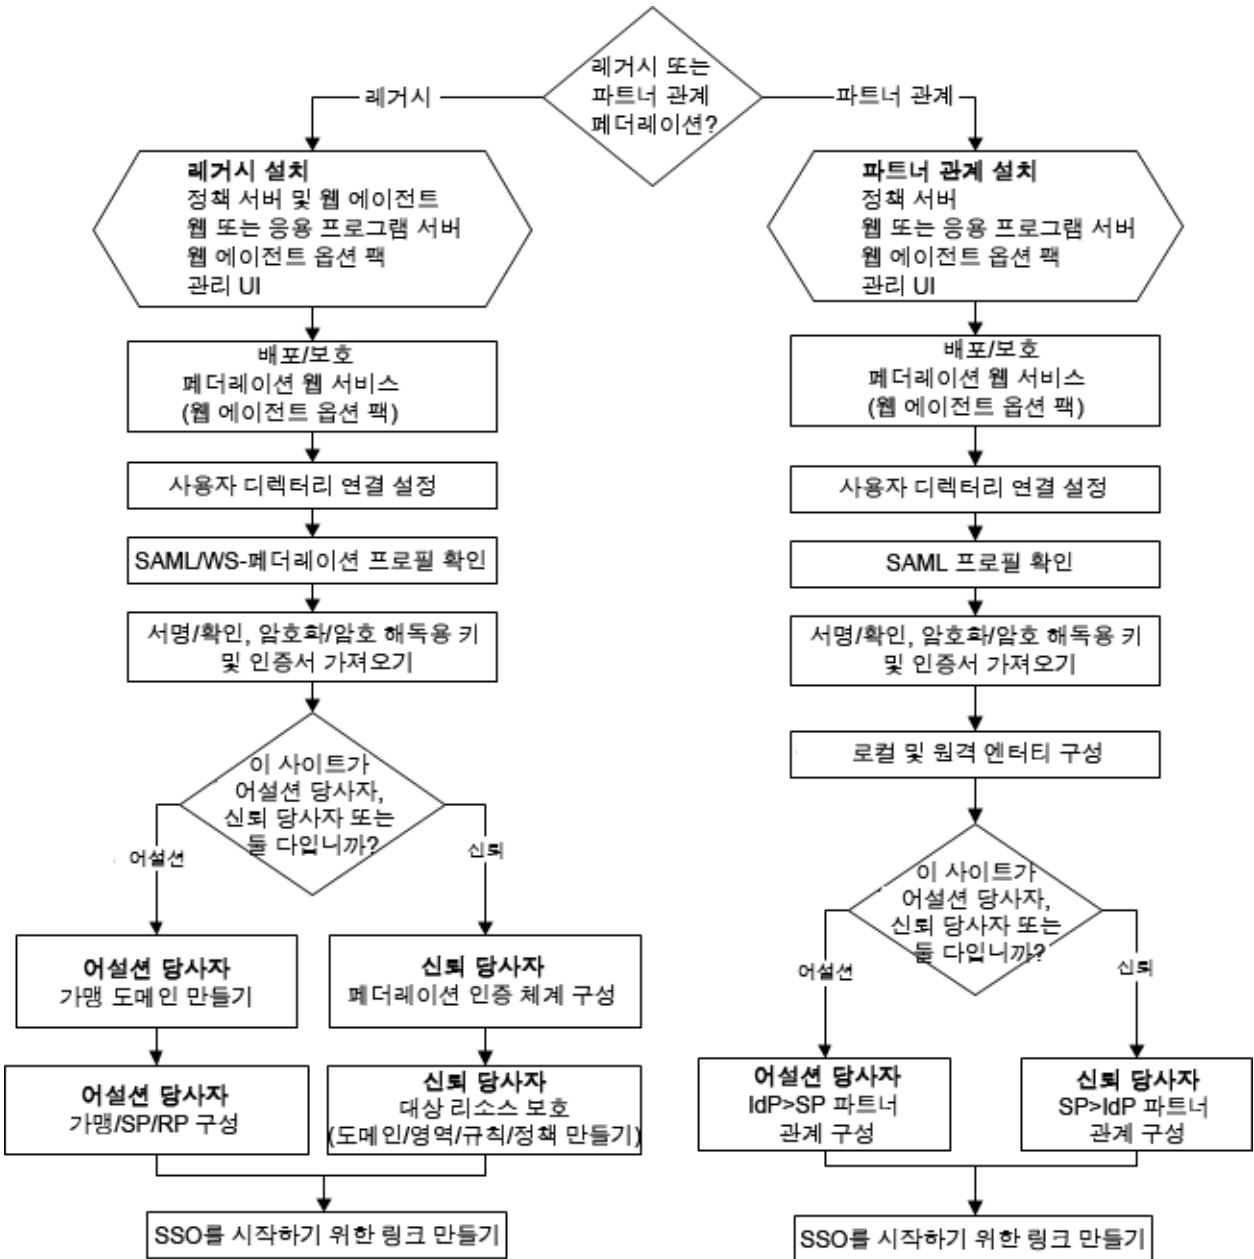 레거시 또는
파트너 관계
페더레이션?
레거시
파트너 관계
레거시 설치
정책 서버 및 웹 에이전트
웹 또는 응용 프로그램 서버
웹 에이전트 옵션 팩
관리 UI
파트너 관계 설치
정책 서버
웹 또는 응용 프로그램 서버
웹 에이전트 옵션 팩
관리 UI
배포/보호
페더레이션 웹 서비스
(웹 에이전트 옵션 팩)
배포/보호
페더레이션 웹 서비스
(웹 에이전트 옵션 팩)
사용자 디렉터리 연결 설정
사용자 디렉터리 연결 설정
SAML/WS-페더레이션 프로필 확인
SAML 프로필 확인
서명/확인, 암호화/암호 해독용 키
및 인증서 가져오기
서명/확인, 암호화/암호 해독용 키
및 인증서 가져오기
로컬 및 원격 엔터티 구성
이 사이트가
어설션 당사자,
신뢰 당사자 또는
둘 다입니까?
어설션
신뢰
이 사이트가
어설션 당사자,
신뢰 당사자 또는
둘 다입니까?
어설션
신뢰
어설션 당사자
가맹 도메인 만들기
신뢰 당사자
페더레이션 인증 체계 구성
어설션 당사자
가맹/SP/RP 구성
신뢰 당사자
대상 리소스 보호
(도메인/영역/규칙/정책 만들기)
어설션 당사자
IdP>SP 파트너
관계 구성
신뢰 당사자
SP>IdP 파트너
관계 구성
SSO를 시작하기 위한 링크 만들기
SSO를 시작하기 위한 링크 만들기